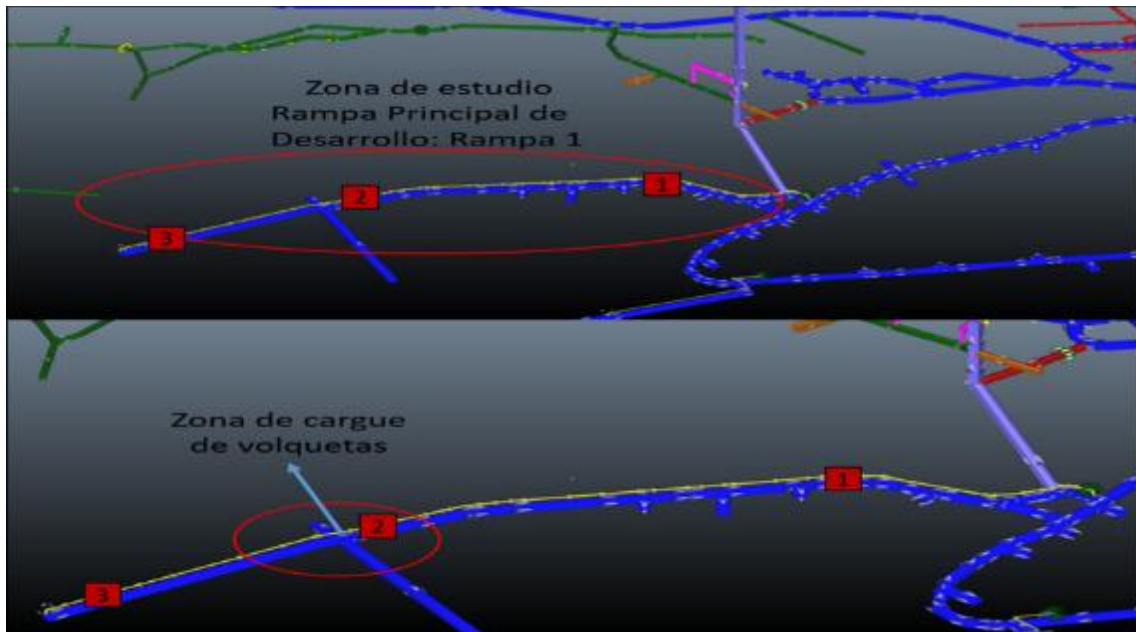 Zona de estudio
Rampa Principal de
Desarrollo: Rampa 1
1
2
3
Zona de cargue
de volquetas
1
2
3